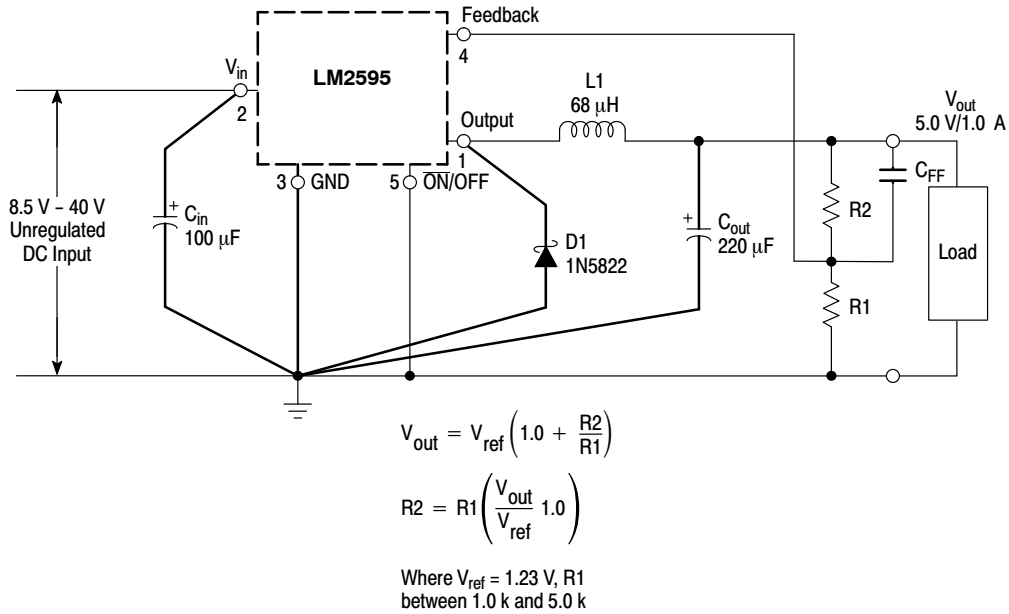 Feedback
4
LM2595
V_in
2
L1
68 μH
Output
1
V_out
5.0 V/1.0 A
3 GND
5 O̅N̅/OFF
C_FF
8.5 V – 40 V
Unregulated
DC Input
+
C_in
100 μF
D1
1N5822
+
C_out
220 μF
R2
R1
Load
V_out = V_ref (1.0 + R2/R1)
R2 = R1 (V_out/V_ref 1.0)
Where V_ref = 1.23 V, R1
between 1.0 k and 5.0 k